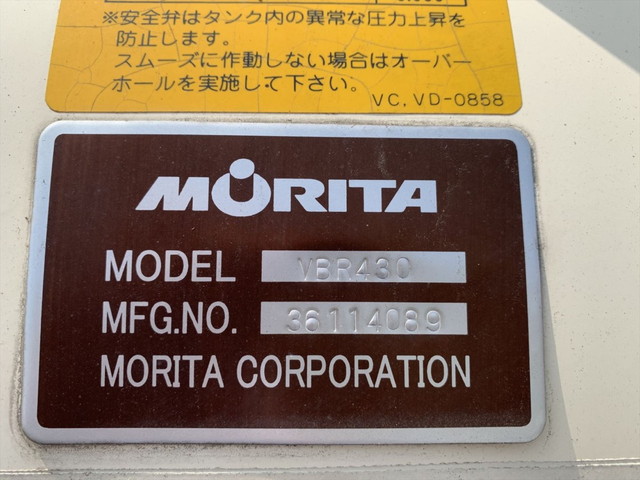 ※安全弁はタンク内の異常な圧力上昇を
防止します。
スムーズに作動しない場合はオーバー
ホールを実施して下さい。
VC, VD-0858
MORITA
MODEL VBR430
MFG.NO. 36114089
MORITA CORPORATION